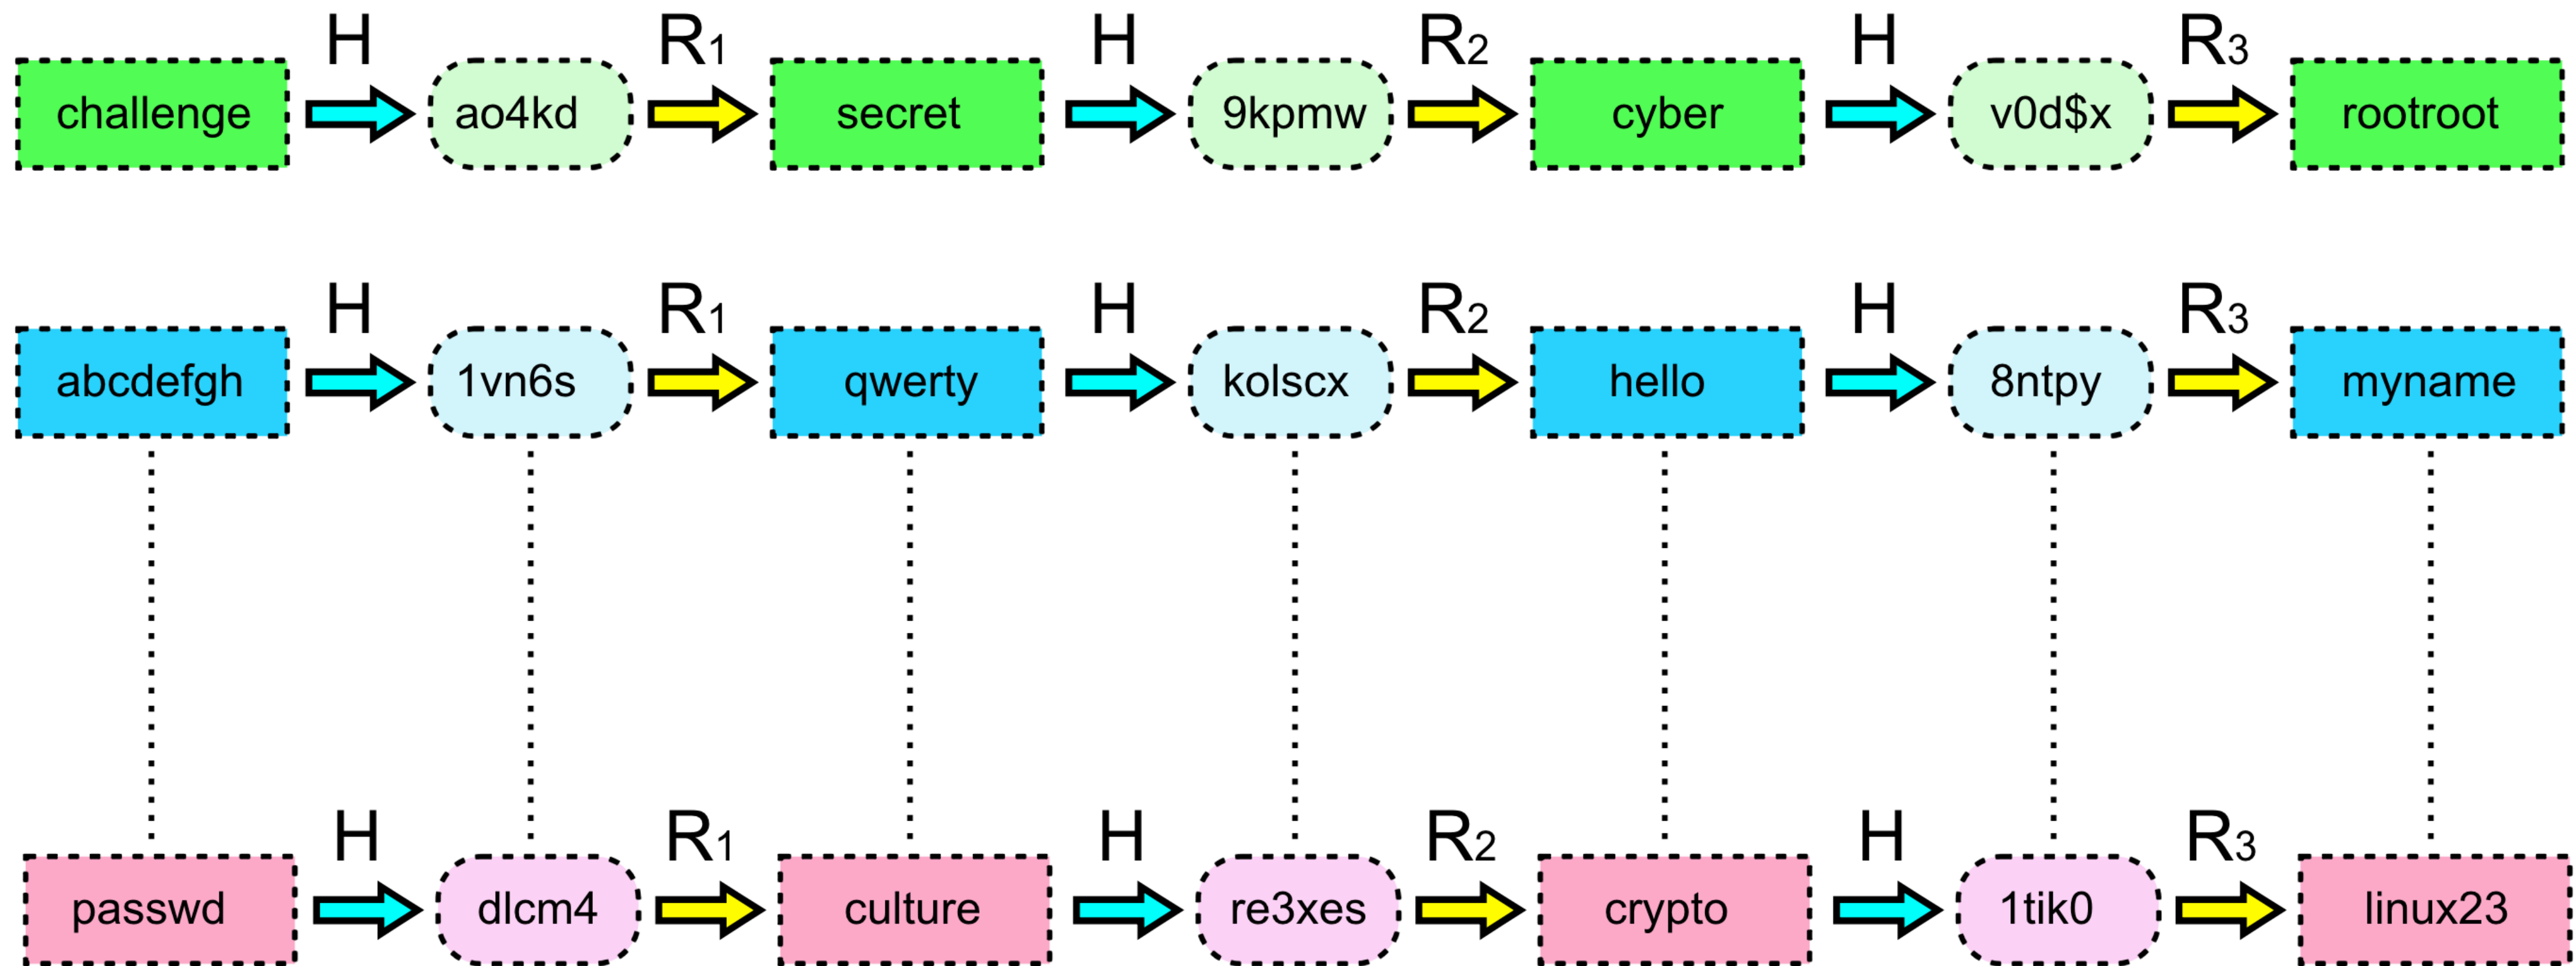 H R1 H R2 H R3
challenge ao4kd secret 9kpmw cyber v0d$x rootroot
H R1 H R2 H R3
abcdefgh 1vn6s qwerty kolscx hello 8ntpy myname
H R1 H R2 H R3
passwd dlcm4 culture re3xes crypto 1tik0 linux23